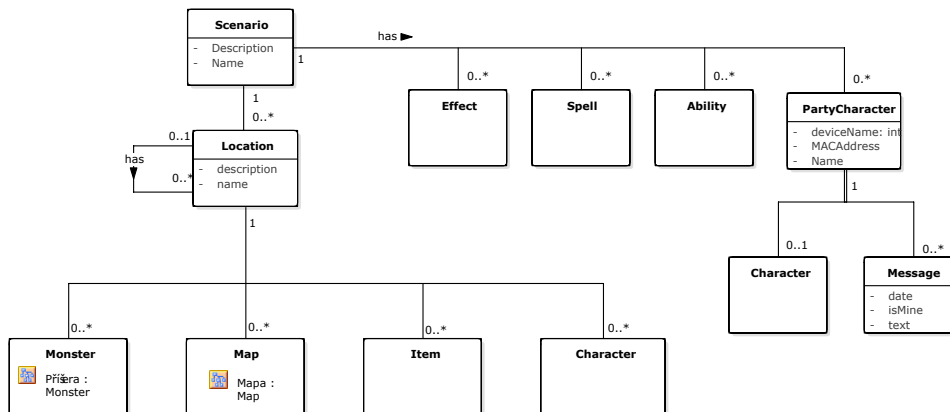 Scenario
- Description
- Name
has
1
1
0..*
0..*
0..*
0..*
0..*
Effect
Spell
Ability
PartyCharacter
- deviceName: int
- MACAddress
- Name
0..1
has
0..*
Location
- description
- name
1
1
0..1
0..*
Character
Message
- date
- isMine
- text
0..*
0..*
0..*
0..*
Monster
Příšera :
Monster
Map
Mapa :
Map
Item
Character